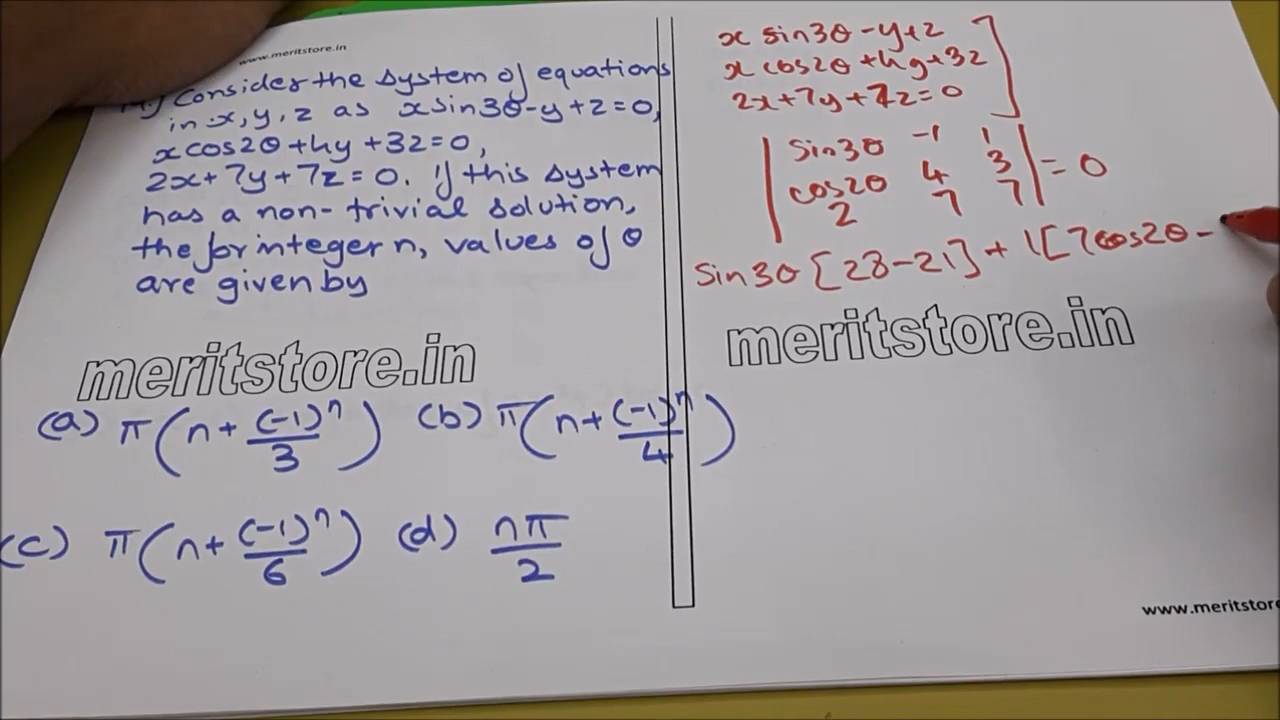 www.meritstore.in
Consider the system of equations
in x, y, z as x sin3θ-y+z=0,
x cos2θ+4y+3z=0,
2x+7y+7z=0. If this system
has a non-trivial solution,
the for integer n, values of θ
are given by
meritstore.in
(a) π(n+(-1)ⁿ/3) (b) π(n+(-1)ⁿ/4)
(c) π(n+(-1)ⁿ/6) (d) nπ/2
x sin3θ-y+z
x cos2θ+4y+3z
2x+7y+7z=0
| sin3θ -1 1 |
| cos2θ 4 3 | =0
| 2 7 7 |
sin3θ[28-21]+1[7cos2θ-
meritstore.in
www.meritstore